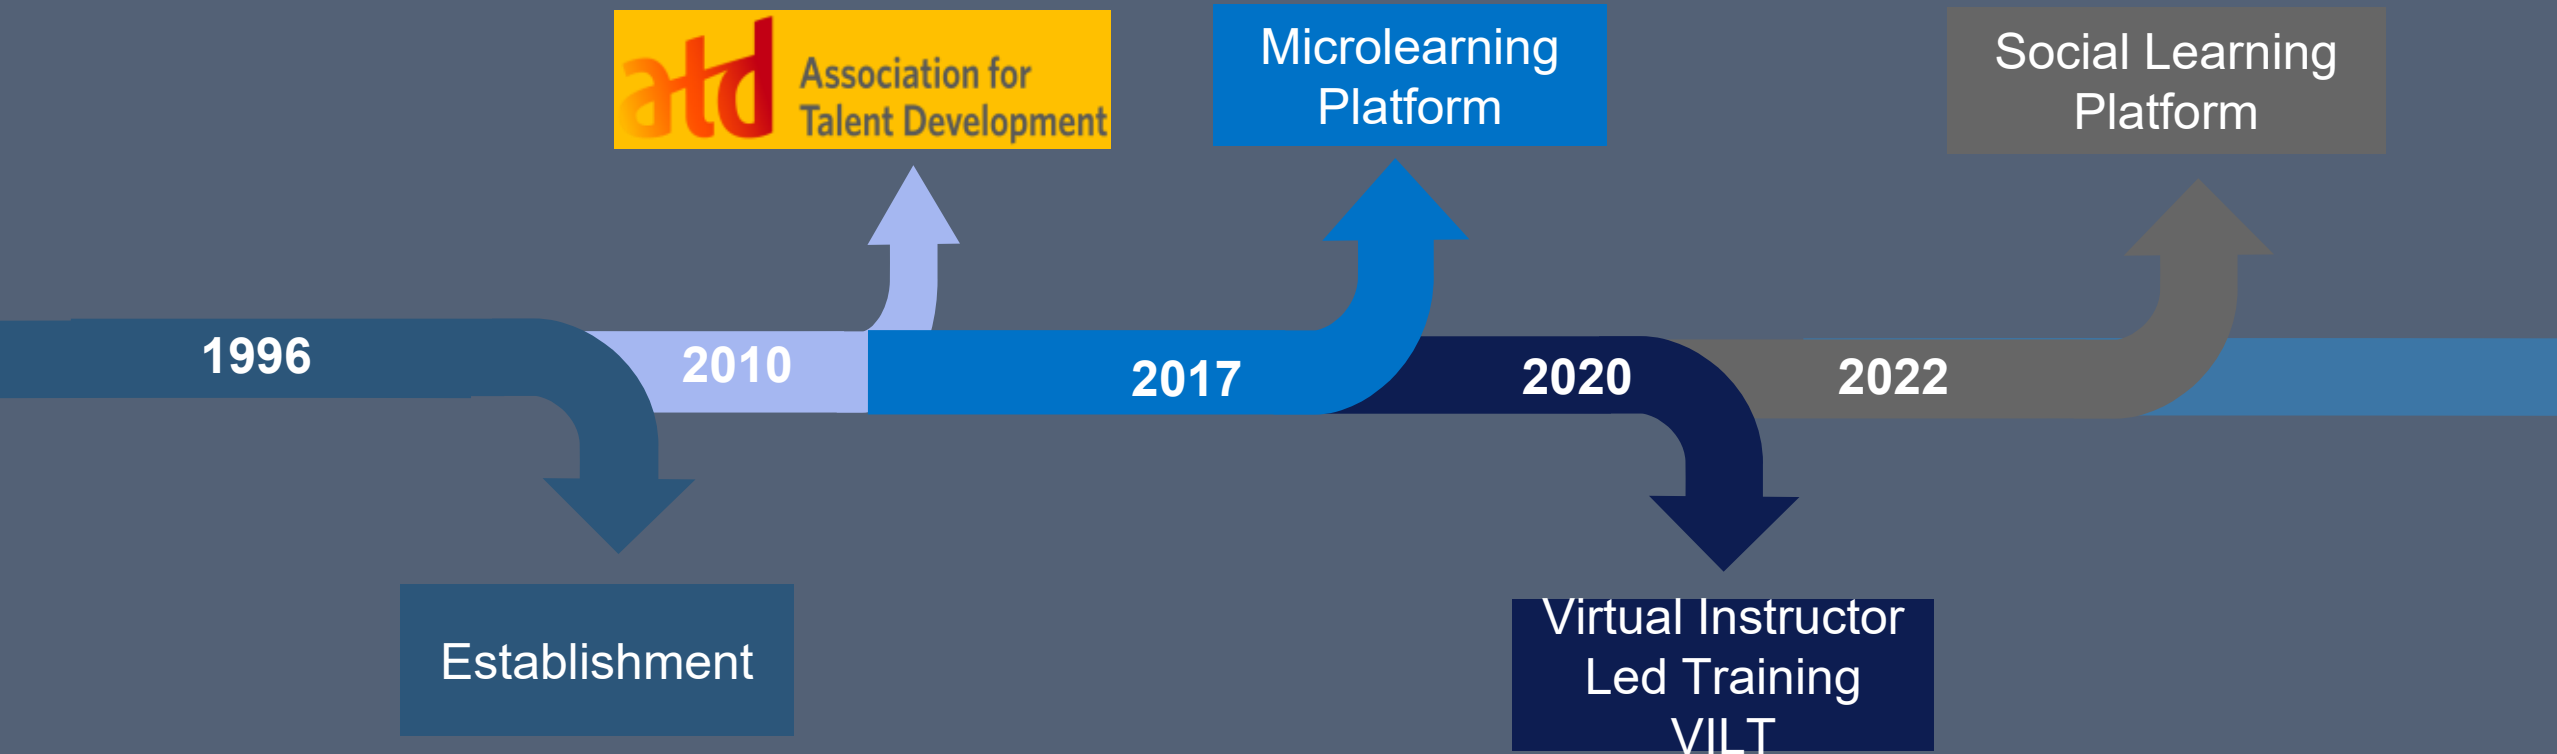 atd
Association for
Talent Development
Microlearning
Platform
Social Learning
Platform
1996
2010
2017
2020
2022
Establishment
Virtual Instructor
Led Training
VILT